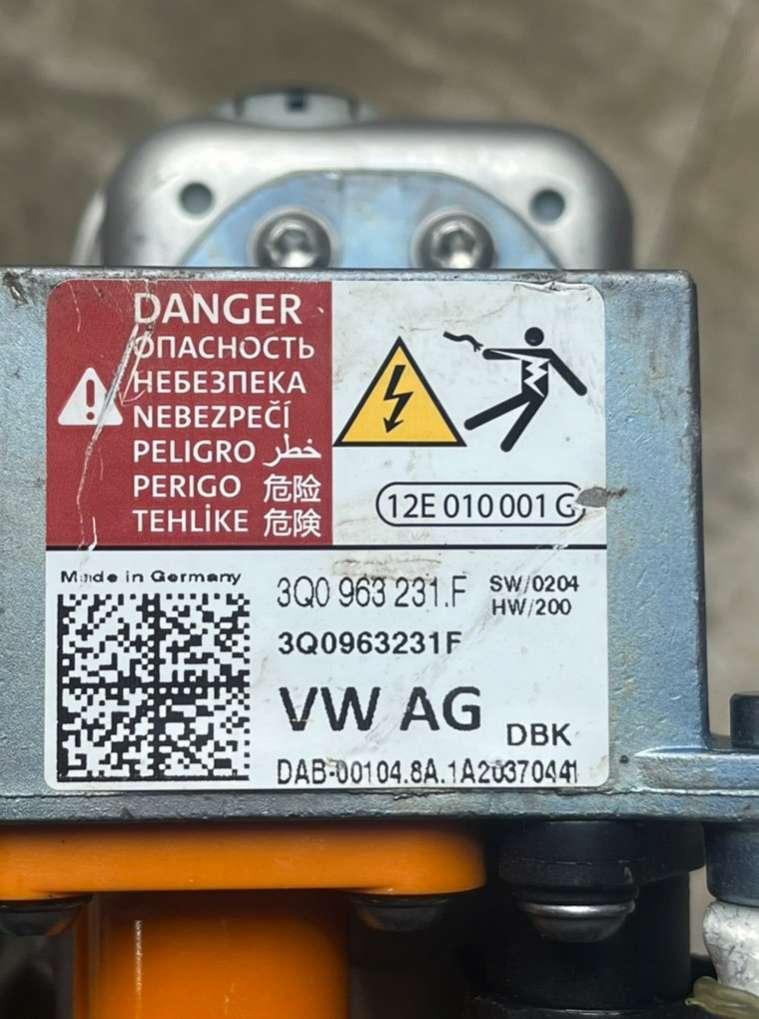 DANGER
ОПАСНОСТЬ
НЕБЕЗПЕКА
NEBEZPEČÍ
PELIGRO خطر
PERIGO 危险
TEHLİKE 危険
12E 010 001 G
Made in Germany
3Q0 963 231.F SW/0204
HW/200
3Q0963231F
VW AG DBK
DAB-00104.8A.1A20370441